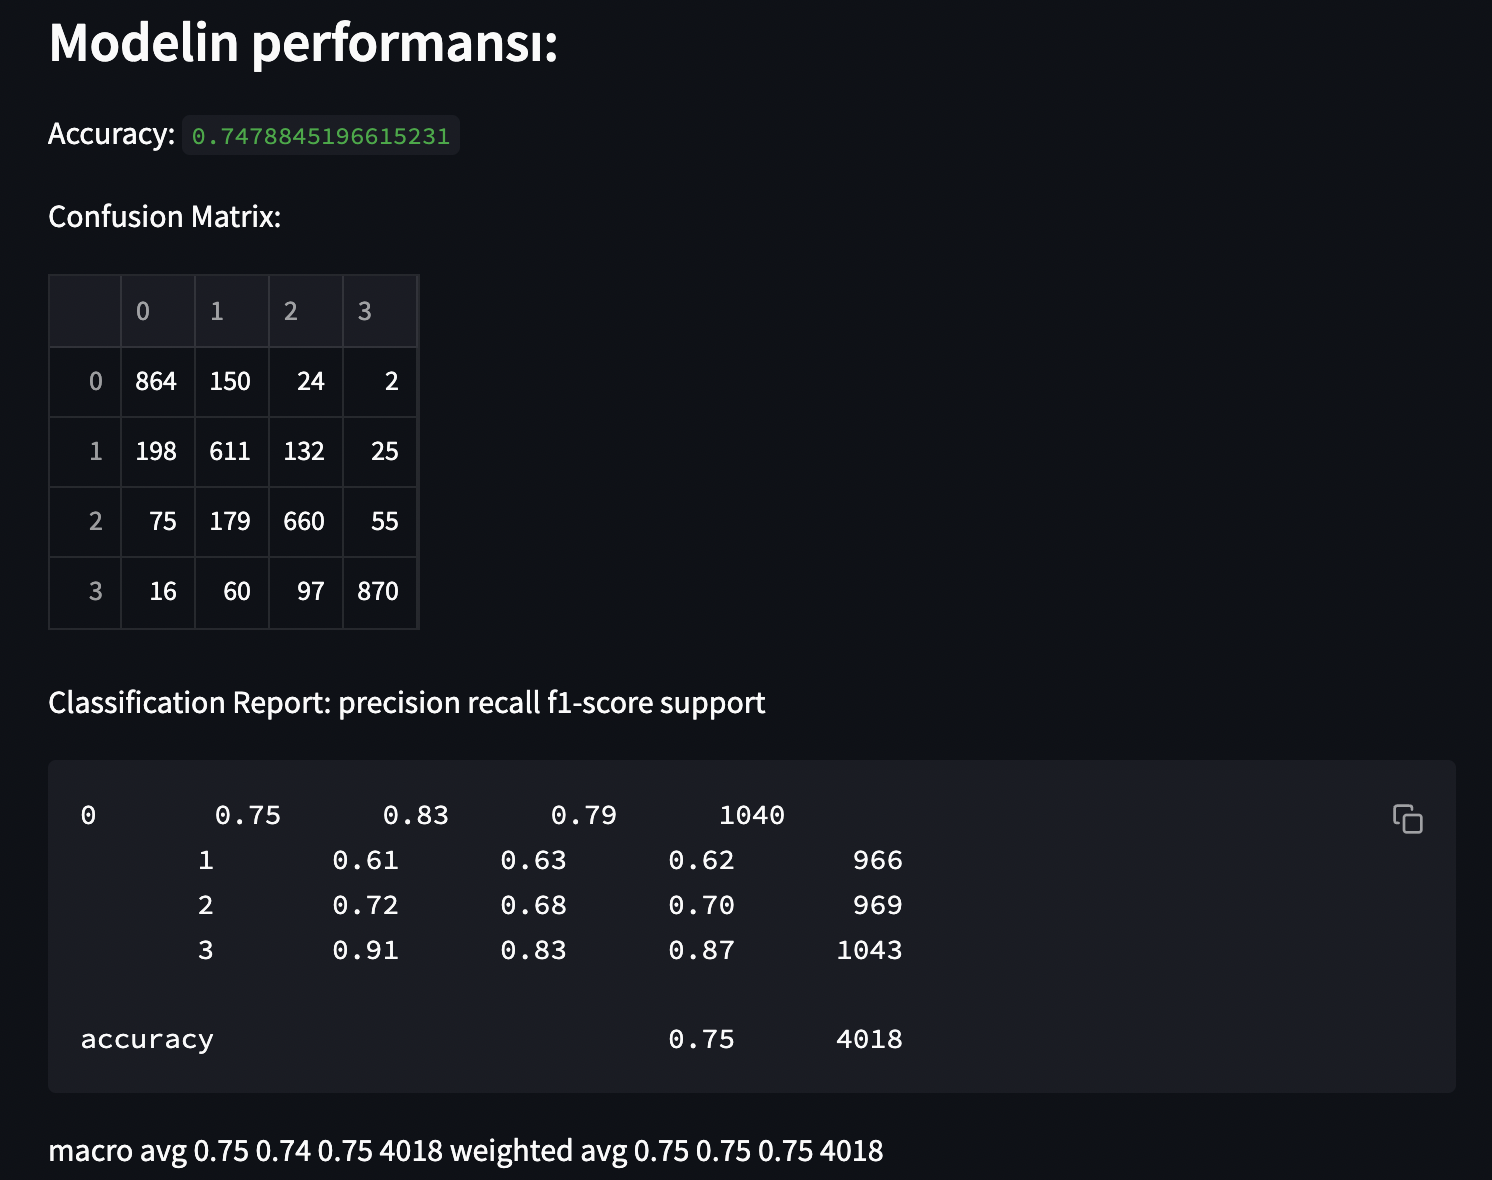 Modelin performansı:
Accuracy: 0.7478845196615231
Confusion Matrix:
0 1 2 3
0 864 150 24 2
1 198 611 132 25
2 75 179 660 55
3 16 60 97 870
Classification Report: precision recall f1-score support
0 0.75 0.83 0.79 1040
1 0.61 0.63 0.62 966
2 0.72 0.68 0.70 969
3 0.91 0.83 0.87 1043
accuracy 0.75 4018
macro avg 0.75 0.74 0.75 4018 weighted avg 0.75 0.75 0.75 4018